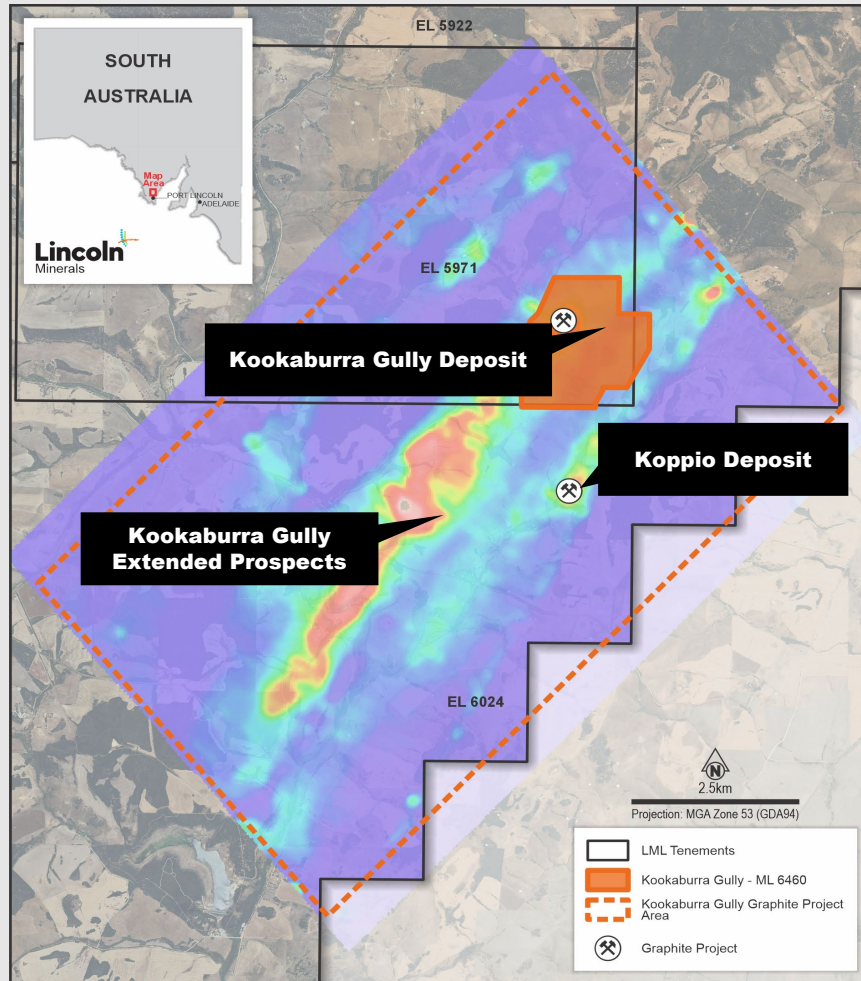 EL 5922
SOUTH
AUSTRALIA
Map
Area
PORT LINCOLN
ADELAIDE
Lincoln
Minerals
EL 5971
Kookaburra Gully Deposit
Koppio Deposit
Kookaburra Gully
Extended Prospects
EL 6024
N
2.5km
Projection: MGA Zone 53 (GDA94)
LML Tenements
Kookaburra Gully - ML 6460
Kookaburra Gully Graphite Project
Area
Graphite Project